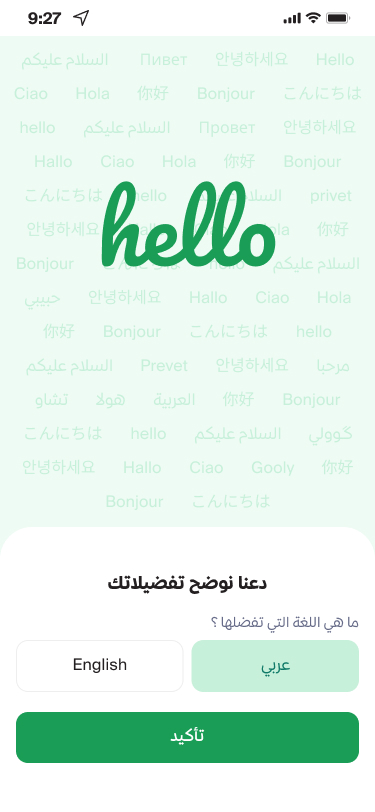 9:27
السلام عليكم Пивет 안녕하세요 Hello
Ciao Hola 你好 Bonjour こんにちは
hello السلام عليكم Провет 안녕하세요
Hallo Ciao Hola 你好 Bonjour
こんにちは hello privet
안녕하세요 你好
hello
Bonjour السلام عليكم
حبيبي 안녕하세요 Hallo Ciao Hola
你好 Bonjour こんにちは hello
السلام عليكم Prevet 안녕하세요 مرحبا
تشاو هولا العربية 你好 Bonjour
こんにちは hello السلام عليكم كوولي
안녕하세요 Hallo Ciao Gooly 你好
Bonjour こんにちは
دعنا نوضح تفضيلاتك
ما هي اللغة التي تفضلها ؟
عربي English
تأكيد